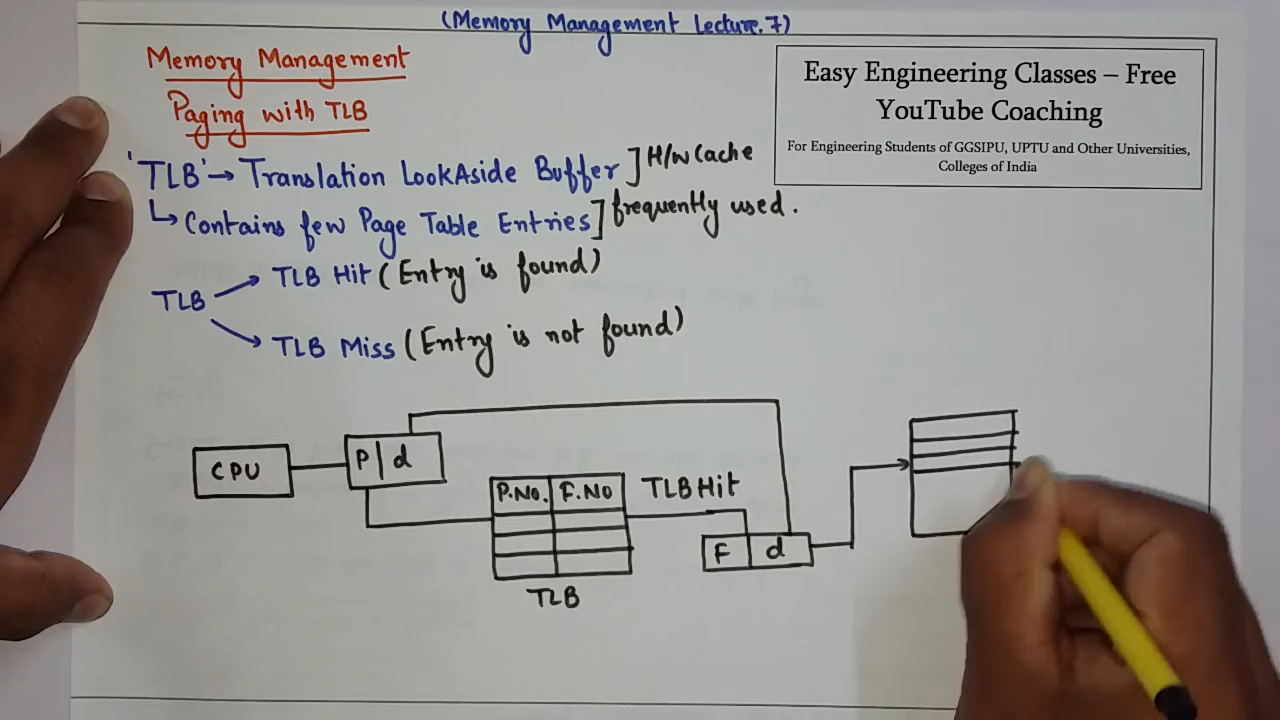 (Memory Management Lecture.7)
Memory Management
Paging with TLB
Easy Engineering Classes – Free
YouTube Coaching
For Engineering Students of GGSIPU, UPTU and Other Universities,
Colleges of India
'TLB' → Translation LookAside Buffer] H/w Cache
↳ Contains few Page Table Entries] frequently used.
TLB
TLB Hit (Entry is found)
TLB Miss (Entry is not found)
CPU
P | d
P.No. F.No
TLB Hit
F d
TLB